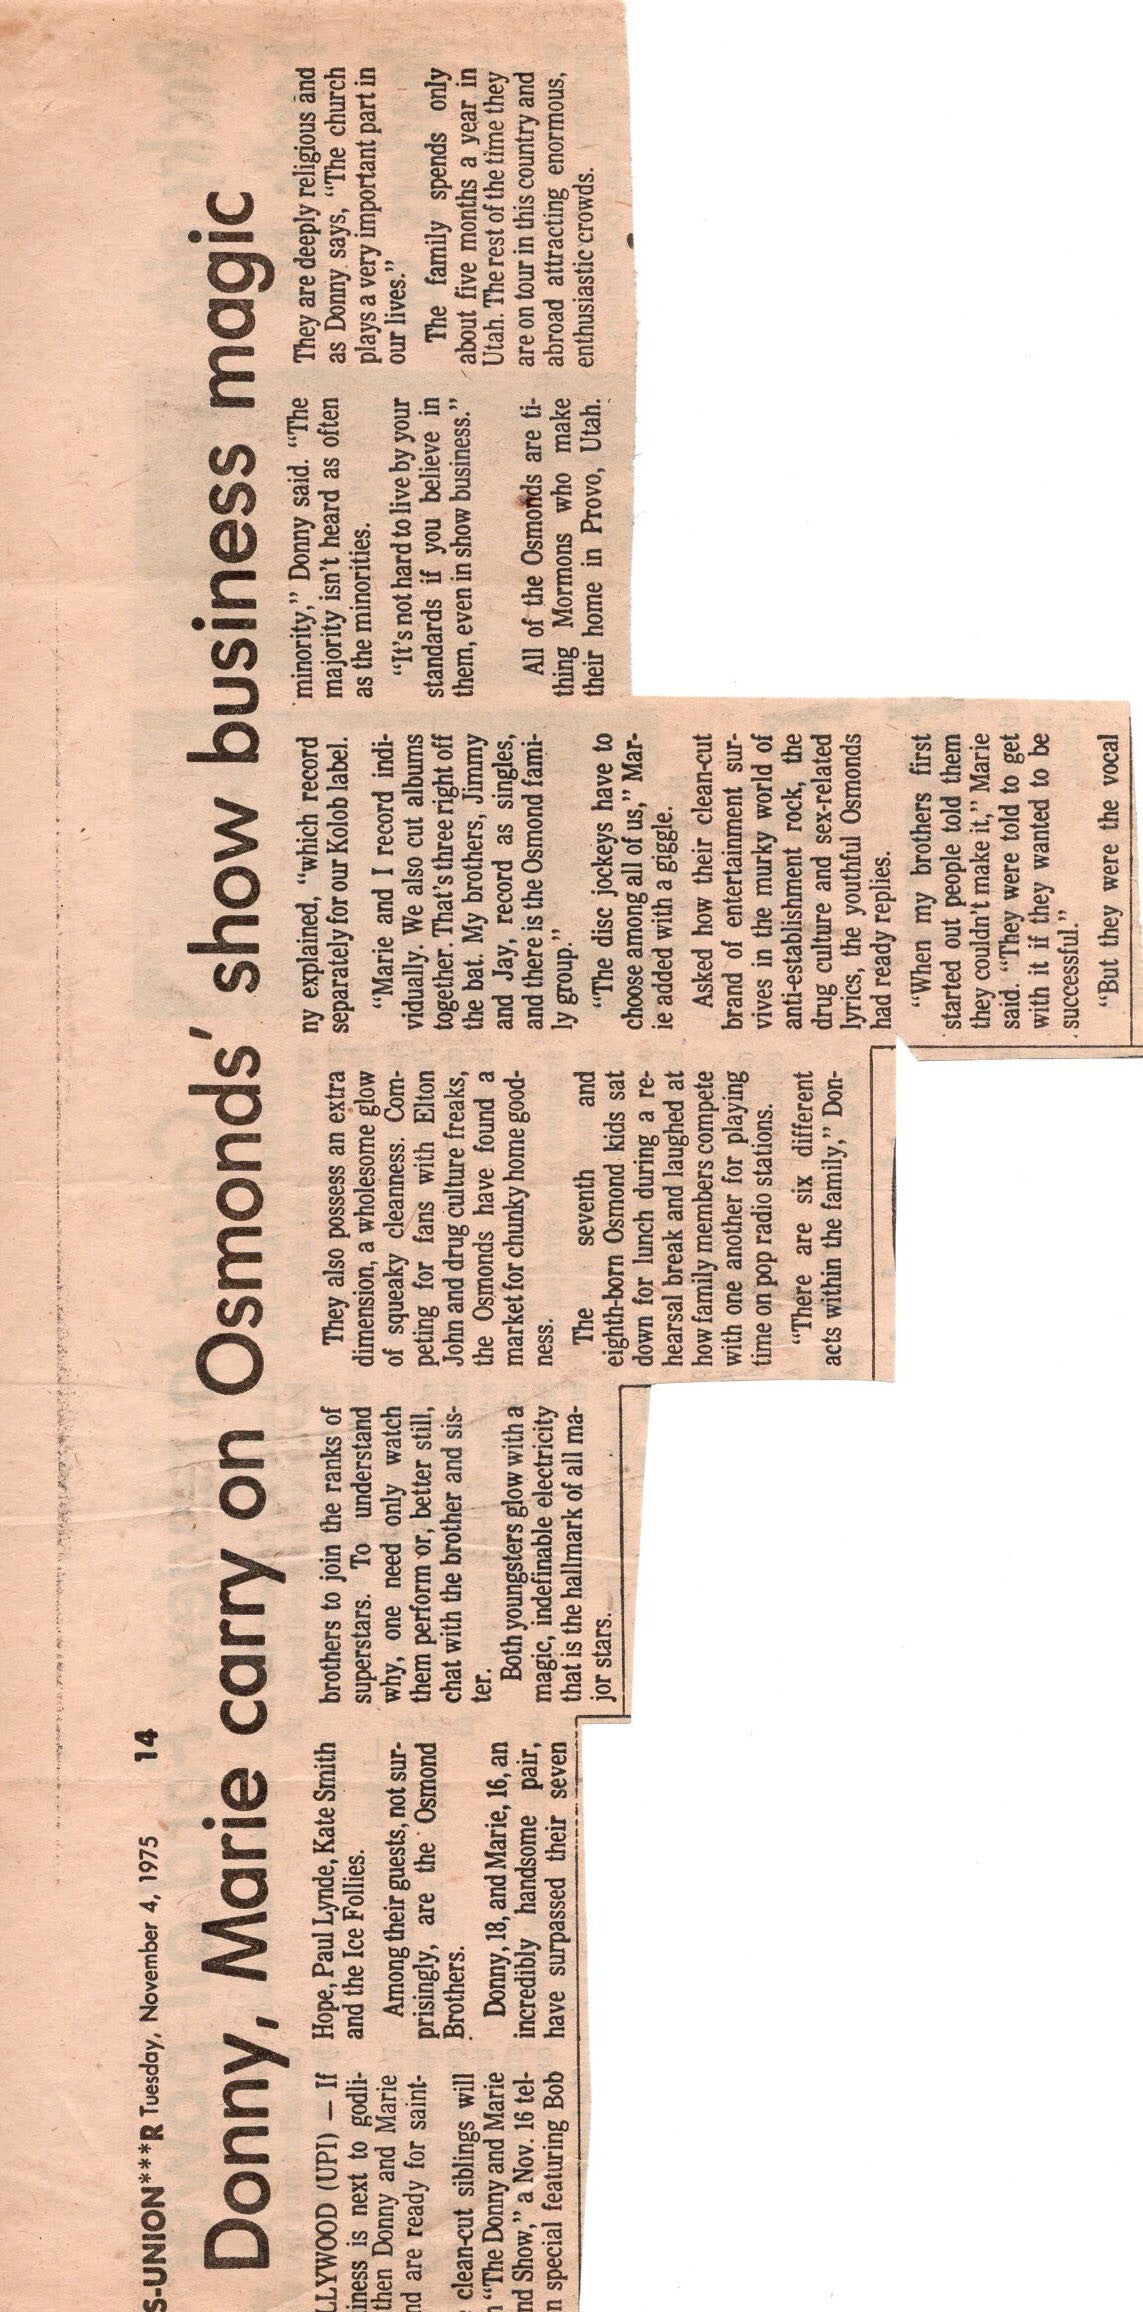 S-UNION***R Tuesday, November 4, 1975 14
Donny, Marie carry on Osmonds' show business magic
LLYWOOD (UPI) — If
iness is next to godli-
then Donny and Marie
nd are ready for saint-
clean-cut siblings will
"The Donny and Marie
nd Show," a Nov. 16 tel-
n special featuring Bob
Hope, Paul Lynde, Kate Smith
and the Ice Follies.
Among their guests, not sur-
prisingly, are the Osmond
Brothers.
Donny, 18, and Marie, 16, an
incredibly handsome pair,
have surpassed their seven
brothers to join the ranks of
superstars. To understand
why, one need only watch
them perform or, better still,
chat with the brother and sis-
ter.
Both youngsters glow with a
magic, indefinable electricity
that is the hallmark of all ma-
jor stars.
They also possess an extra
dimension, a wholesome glow
of squeaky cleanness. Com-
peting for fans with Elton
John and drug culture freaks,
the Osmonds have found a
market for chunky home good-
ness.
The seventh and
eighth-born Osmond kids sat
down for lunch during a re-
hearsal break and laughed at
how family members compete
with one another for playing
time on pop radio stations.
"There are six different
acts within the family," Don-
ny explained, "which record
separately for our Kolob label.
"Marie and I record indi-
vidually. We also cut albums
together. That's three right off
the bat. My brothers, Jimmy
and Jay, record as singles,
and there is the Osmond fami-
ly group."
"The disc jockeys have to
choose among all of us," Mar-
ie added with a giggle.
Asked how their clean-cut
brand of entertainment sur-
vives in the murky world of
anti-establishment rock, the
drug culture and sex-related
lyrics, the youthful Osmonds
had ready replies.
"When my brothers first
started out people told them
they couldn't make it," Marie
said. "They were told to get
with it if they wanted to be
successful."
"But they were the vocal
minority," Donny said. "The
majority isn't heard as often
as the minorities.
"It's not hard to live by your
standards if you believe in
them, even in show business."
All of the Osmonds are ti-
thing Mormons who make
their home in Provo, Utah.
They are deeply religious and
as Donny says, "The church
plays a very important part in
our lives."
The family spends only
about five months a year in
Utah. The rest of the time they
are on tour in this country and
abroad attracting enormous,
enthusiastic crowds.